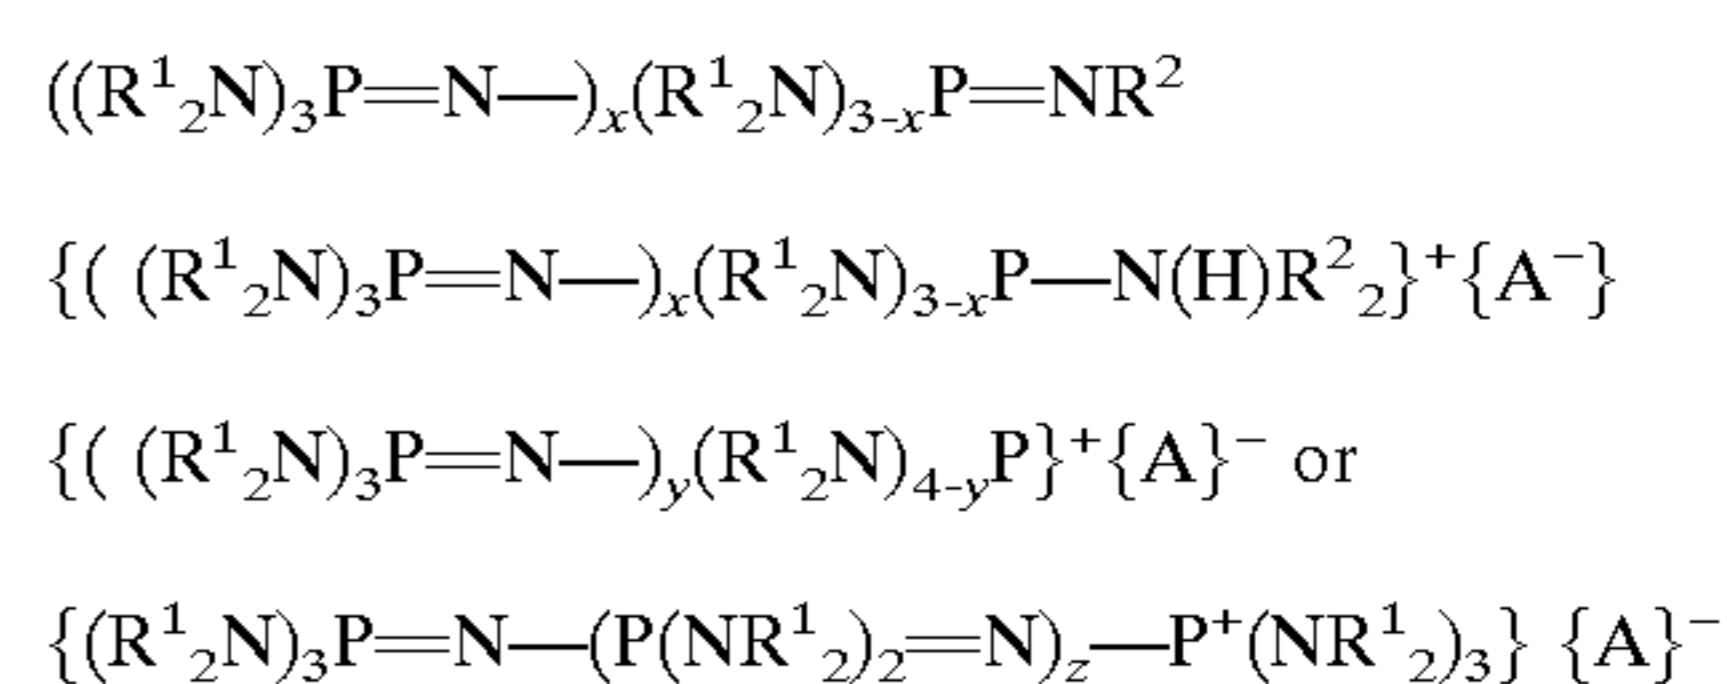 ((R¹₂N)₃P=N—)ₓ(R¹₂N)₃₋ₓP=NR²
{( (R¹₂N)₃P=N—)ₓ(R¹₂N)₃₋ₓP—N(H)R²₂}⁺{A⁻}
{( (R¹₂N)₃P=N—)_y(R¹₂N)_{4-y}P}⁺{A}⁻ or
{(R¹₂N)₃P=N—(P(NR¹₂)₂=N)_z—P⁺(NR¹₂)₃} {A}⁻